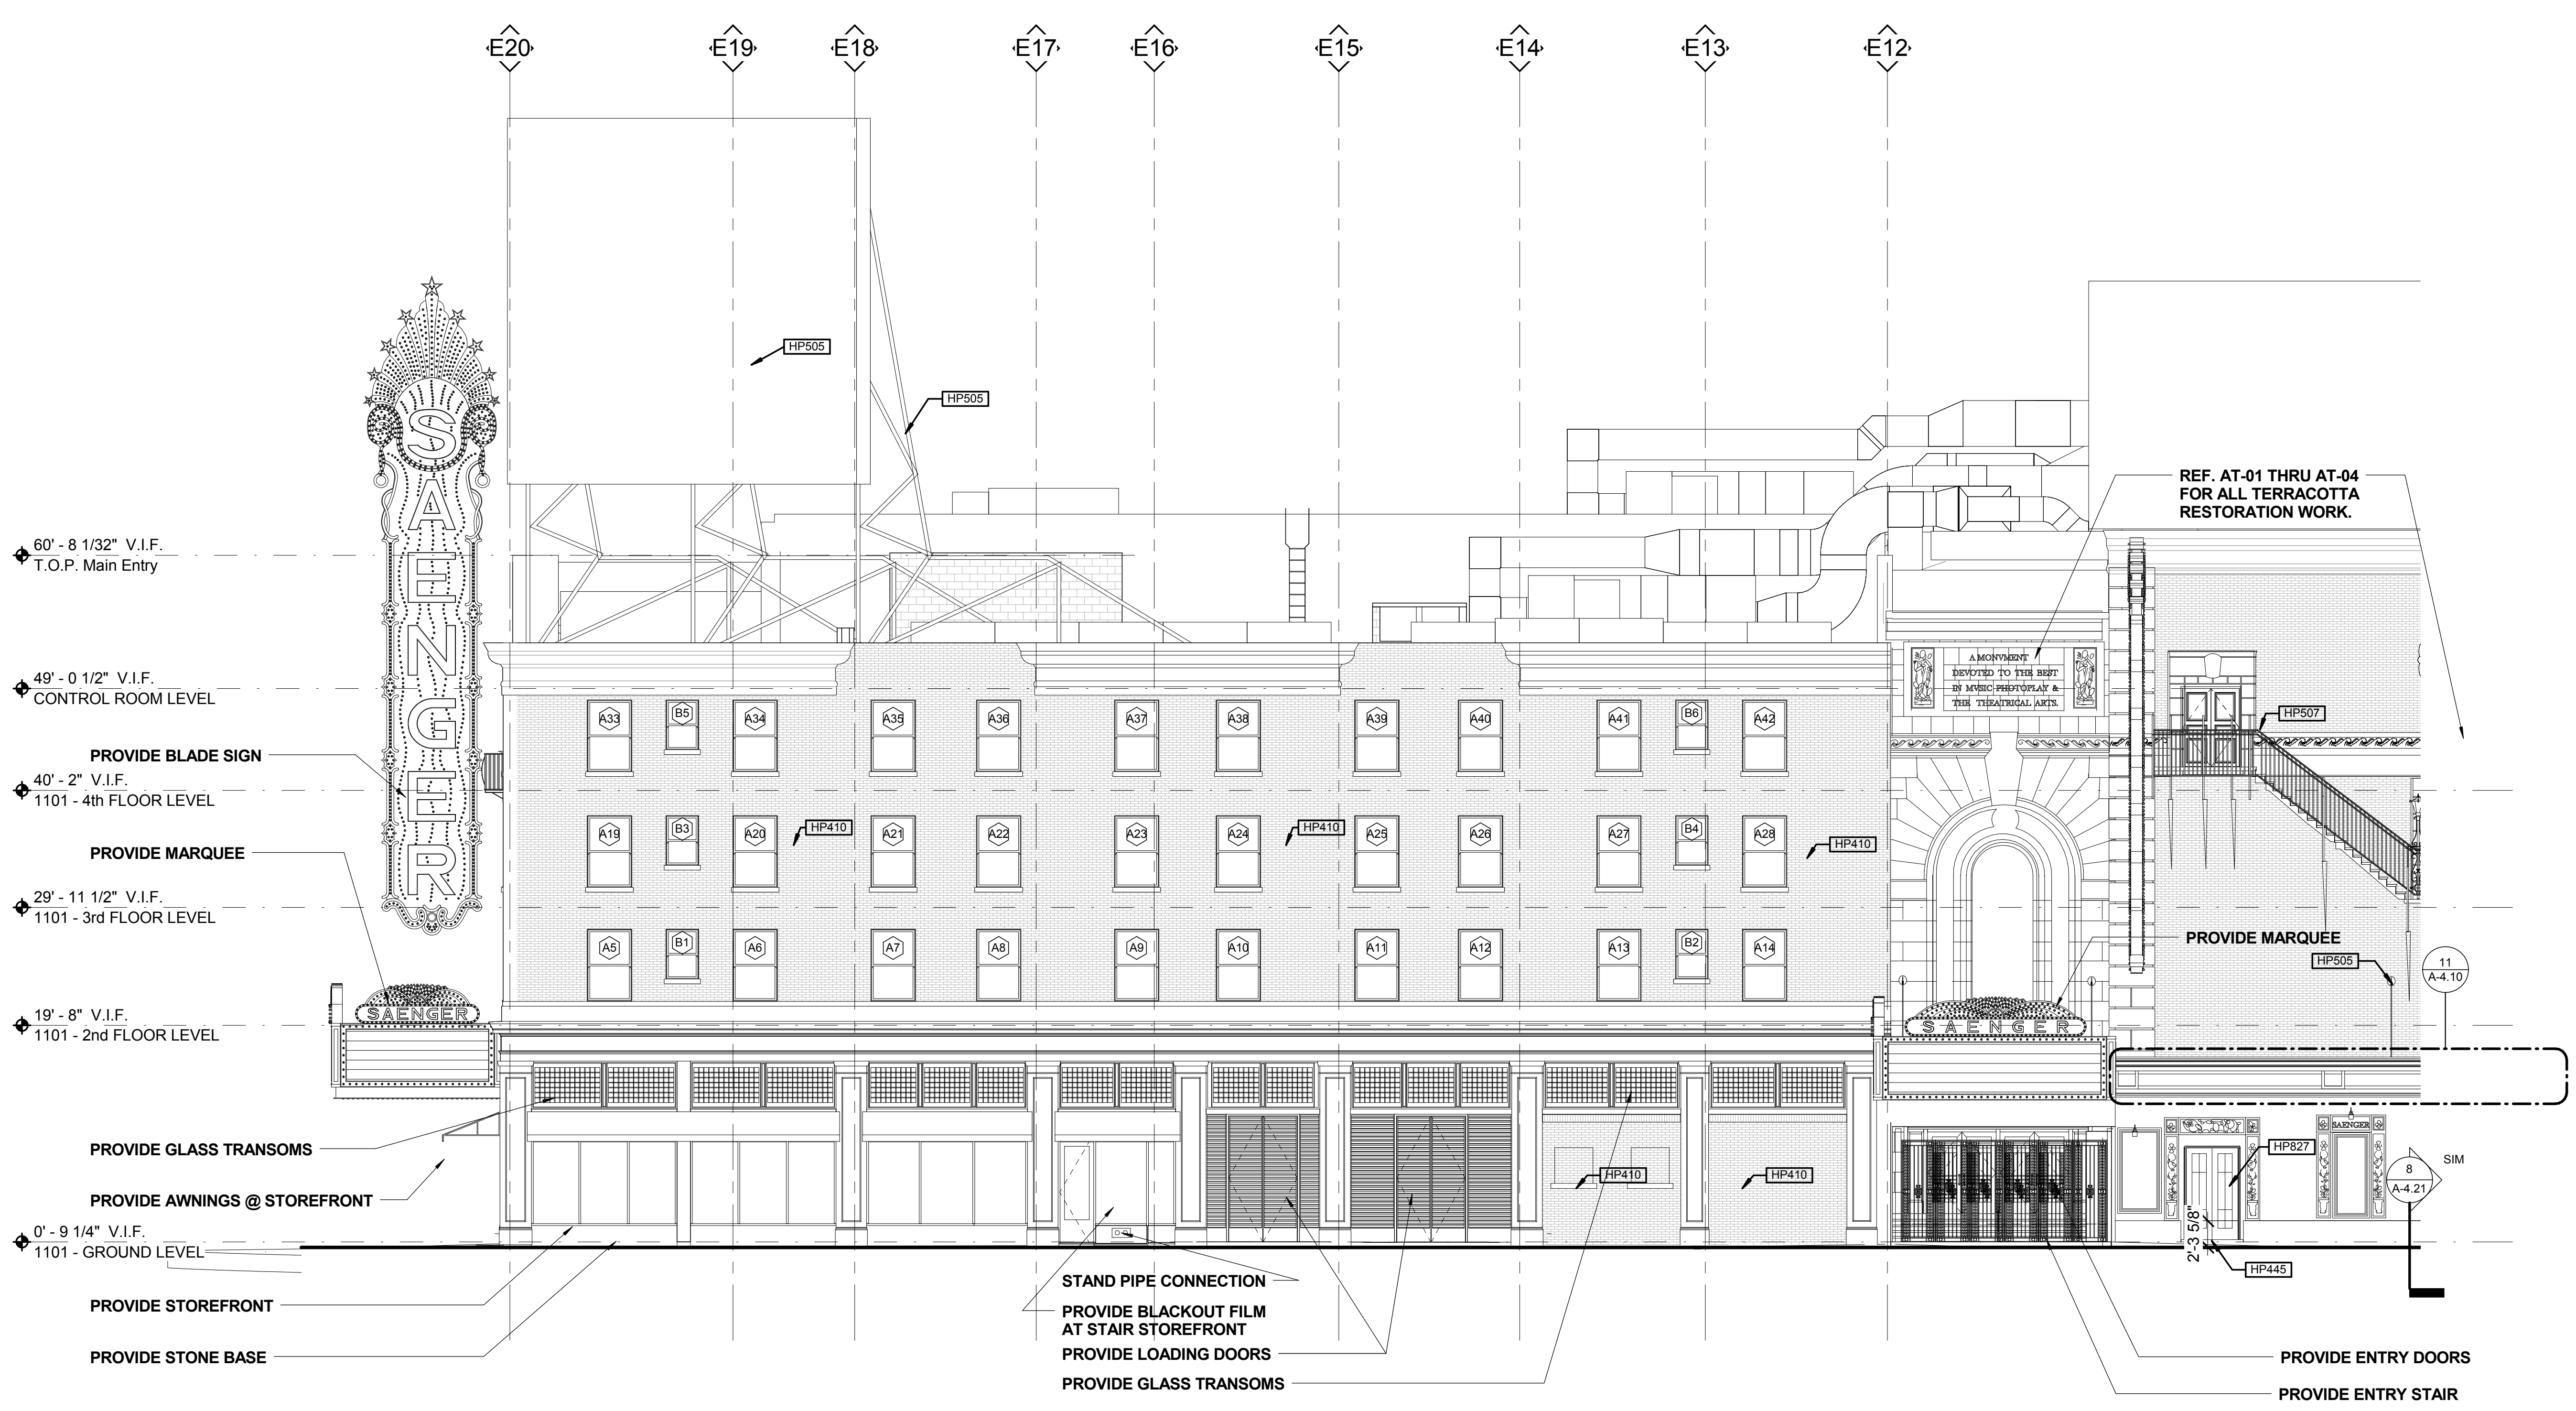 E20 E19 E18 E17 E16 E15 E14 E13 E12
HP505
HP505
REF. AT-01 THRU AT-04
FOR ALL TERRACOTTA
RESTORATION WORK.
SAENGER
60' - 8 1/32" V.I.F.
T.O.P. Main Entry
49' - 0 1/2" V.I.F.
CONTROL ROOM LEVEL
A MONVMENT
DEVOTED TO THE BEST
IN MVSIC PHOTOPLAY &
THE THEATRICAL ARTS.
A33 B5 A34 A35 A36 A37 A38 A39 A40 A41 B6 A42
HP507
PROVIDE BLADE SIGN
40' - 2" V.I.F.
1101 - 4th FLOOR LEVEL
A19 B3 A20 HP410 A21 A22 A23 A24 HP410 A25 A26 A27 B4 A28 HP410
PROVIDE MARQUEE
29' - 11 1/2" V.I.F.
1101 - 3rd FLOOR LEVEL
A5 B1 A6 A7 A8 A9 A10 A11 A12 A13 B2 A14
PROVIDE MARQUEE
HP505
11
A-4.10
SAENGER
SAENGER
19' - 8" V.I.F.
1101 - 2nd FLOOR LEVEL
SAENGER
PROVIDE GLASS TRANSOMS
HP827
8
A-4.21
SIM
HP410
HP410
PROVIDE AWNINGS @ STOREFRONT
0' - 9 1/4" V.I.F.
1101 - GROUND LEVEL
2'-3 5/8"
HP445
STAND PIPE CONNECTION
PROVIDE STOREFRONT
PROVIDE BLACKOUT FILM
AT STAIR STOREFRONT
PROVIDE LOADING DOORS
PROVIDE STONE BASE
PROVIDE GLASS TRANSOMS
PROVIDE ENTRY DOORS
PROVIDE ENTRY STAIR